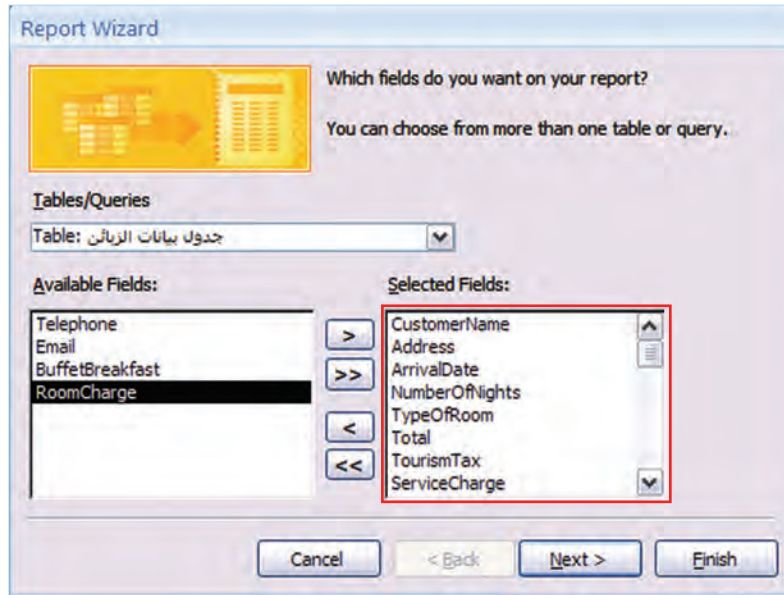 Report Wizard
Which fields do you want on your report?
You can choose from more than one table or query.
Tables/Queries
Table: جدول بيانات الزبائن
Available Fields:
Selected Fields:
Telephone
Email
BuffetBreakfast
RoomCharge
>
>>
<
<<
CustomerName
Address
ArrivalDate
NumberOfNights
TypeOfRoom
Total
TourismTax
ServiceCharge
Cancel
< Back
Next >
Finish